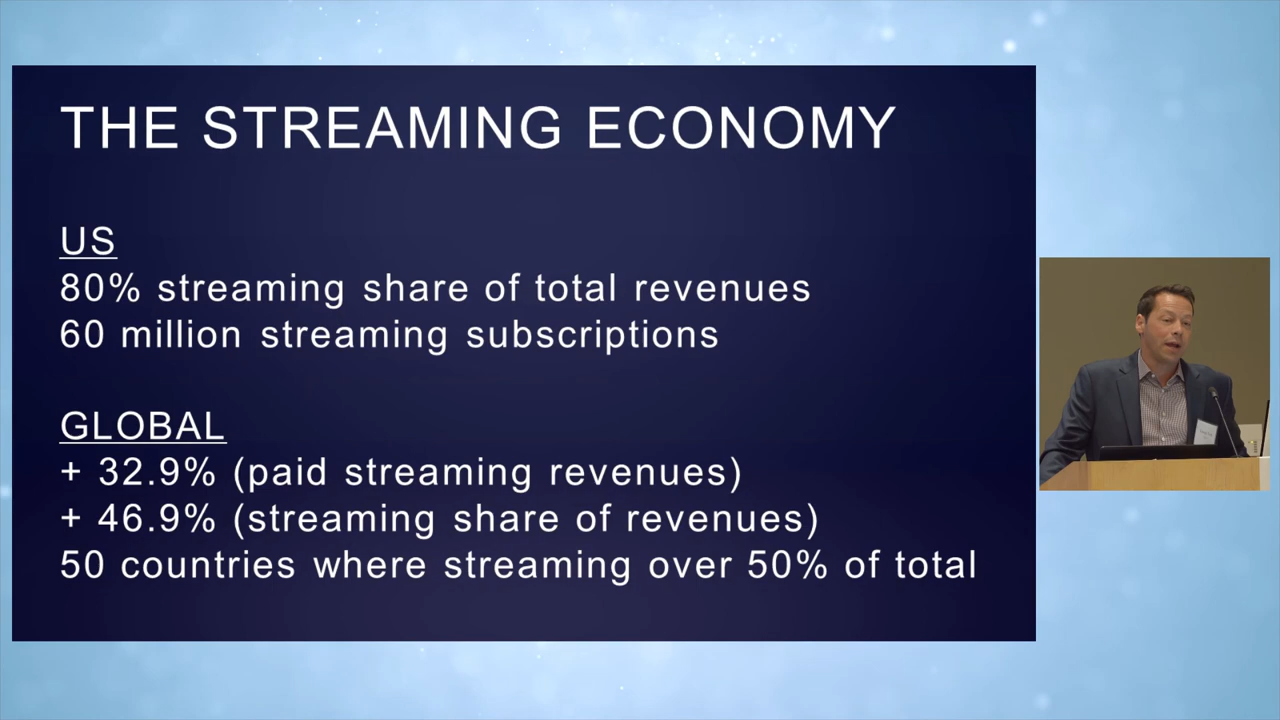 THE STREAMING ECONOMY
US
80% streaming share of total revenues
60 million streaming subscriptions
GLOBAL
+ 32.9% (paid streaming revenues)
+ 46.9% (streaming share of revenues)
50 countries where streaming over 50% of total